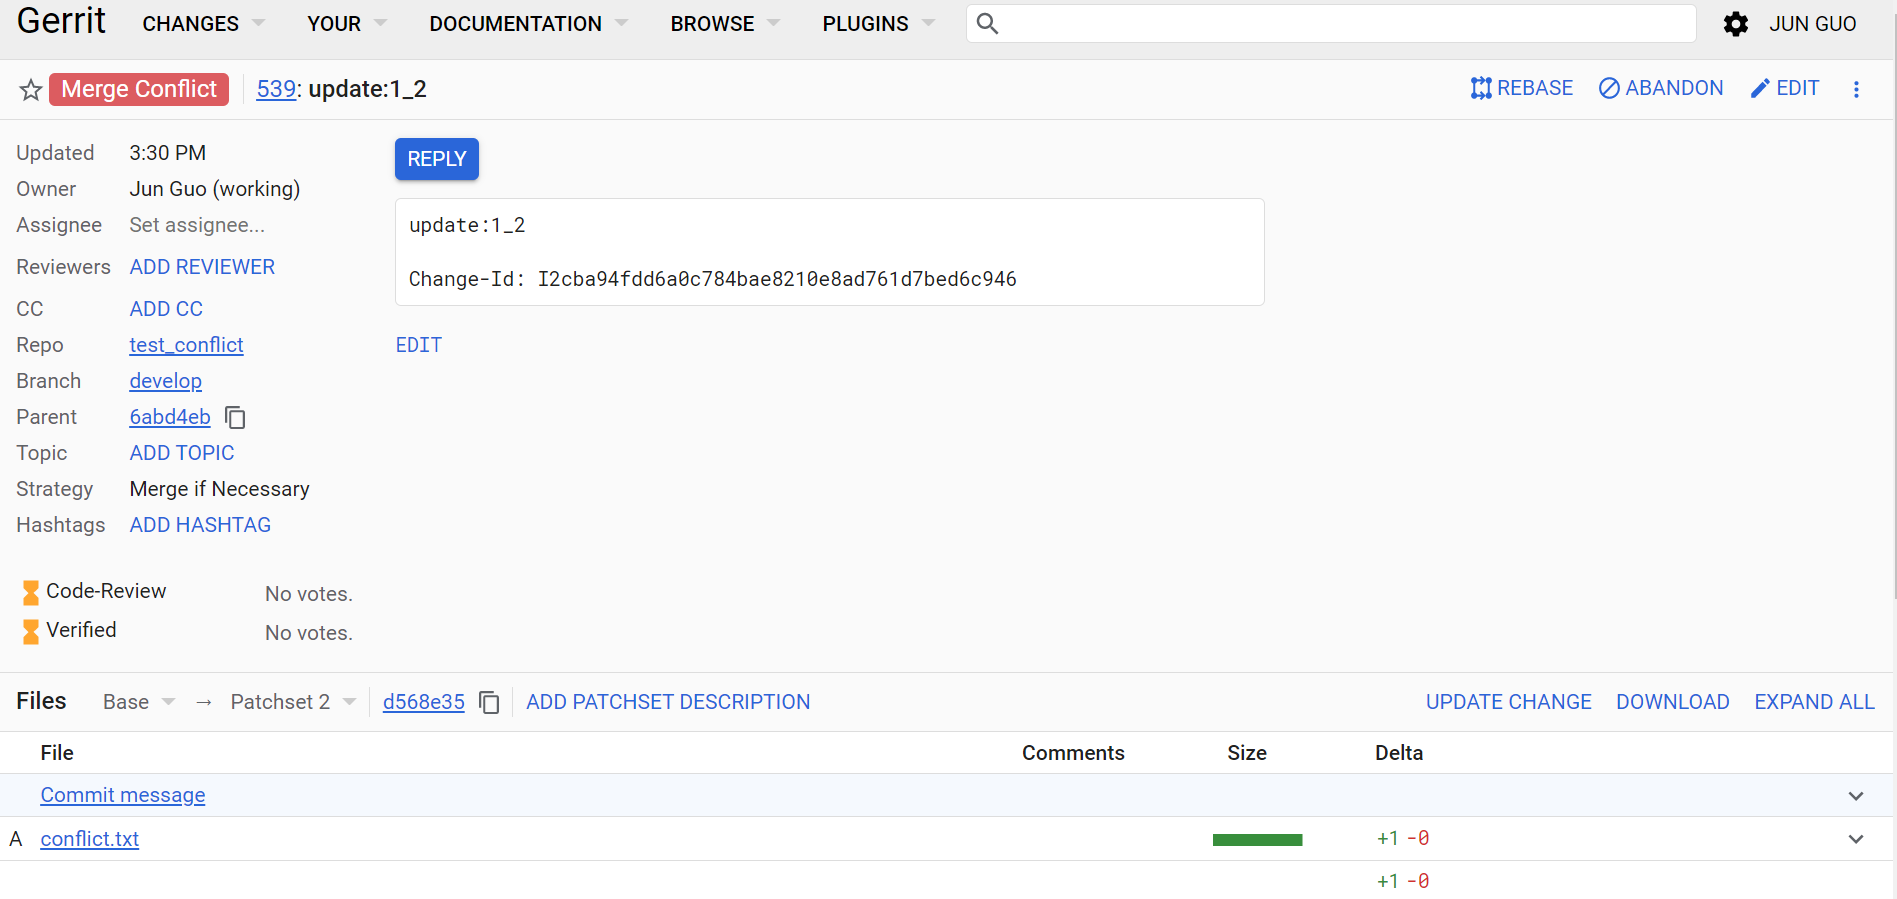 Gerrit CHANGES YOUR DOCUMENTATION BROWSE PLUGINS JUN GUO
Merge Conflict 539: update:1_2 REBASE ABANDON EDIT
Updated 3:30 PM
Owner Jun Guo (working)
Assignee Set assignee...
Reviewers ADD REVIEWER
CC ADD CC
Repo test_conflict
Branch develop
Parent 6abd4eb
Topic ADD TOPIC
Strategy Merge if Necessary
Hashtags ADD HASHTAG
Code-Review No votes.
Verified No votes.
REPLY
update:1_2
Change-Id: I2cba94fdd6a0c784bae8210e8ad761d7bed6c946
EDIT
Files Base → Patchset 2 d568e35 ADD PATCHSET DESCRIPTION UPDATE CHANGE DOWNLOAD EXPAND ALL
File Comments Size Delta
Commit message
A conflict.txt +1 -0
+1 -0